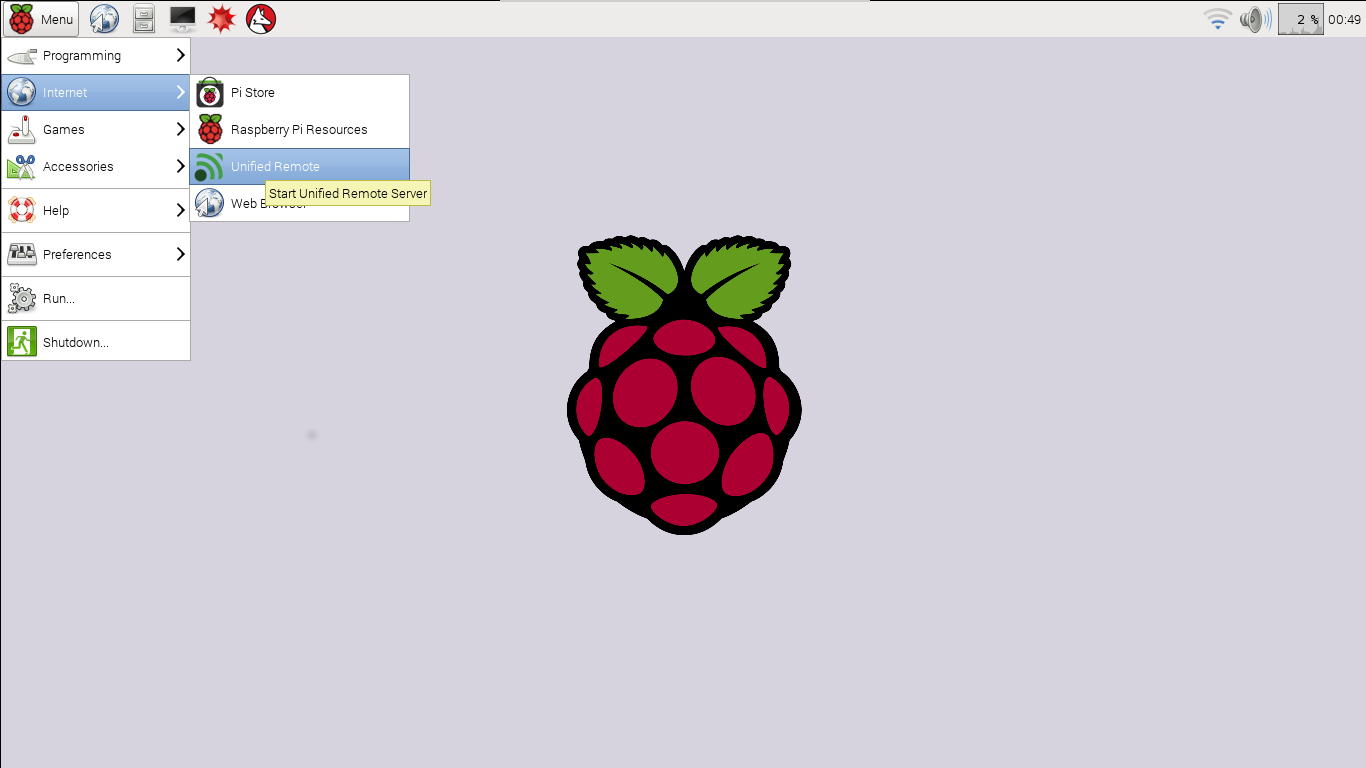 Menu
2 %
00:49
Programming
Internet
Pi Store
Games
Raspberry Pi Resources
Accessories
Unified Remote
Start Unified Remote Server
Help
Web Browser
Preferences
Run...
Shutdown...